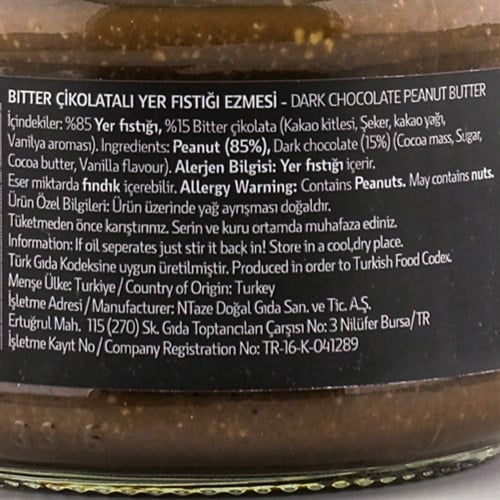 BITTER ÇİKOLATALI YER FISTIĞI EZMESİ - DARK CHOCOLATE PEANUT BUTTER
İçindekiler: %85 Yer fıstığı, %15 Bitter çikolata (Kakao kitlesi, Şeker, kakao yağı,
Vanilya aroması). Ingredients: Peanut (85%), Dark chocolate (15%) (Cocoa mass, Sugar,
Cocoa butter, Vanilla flavour). Alerjen Bilgisi: Yer fıstığı içerir.
Eser miktarda fındık içerebilir. Allergy Warning: Contains Peanuts. May contains nuts.
Ürün Özel Bilgileri: Ürün üzerinde yağ ayrışması doğaldır.
Tüketmeden önce karıştırınız. Serin ve kuru ortamda muhafaza ediniz.
Information: If oil seperates just stir it back in! Store in a cool,dry place.
Türk Gıda Kodeksine uygun üretilmiştir. Produced in order to Turkish Food Codex.
Menşe Ülke: Turkiye / Country of Origin: Turkey
İşletme Adresi / Manufacturer: NTaze Doğal Gıda San. ve Tic. A.Ş.
Ertuğrul Mah. 115 (270) Sk. Gıda Toptancıları Çarşısı No: 3 Nilüfer Bursa/TR
İşletme Kayıt No / Company Registration No: TR-16-K-041289